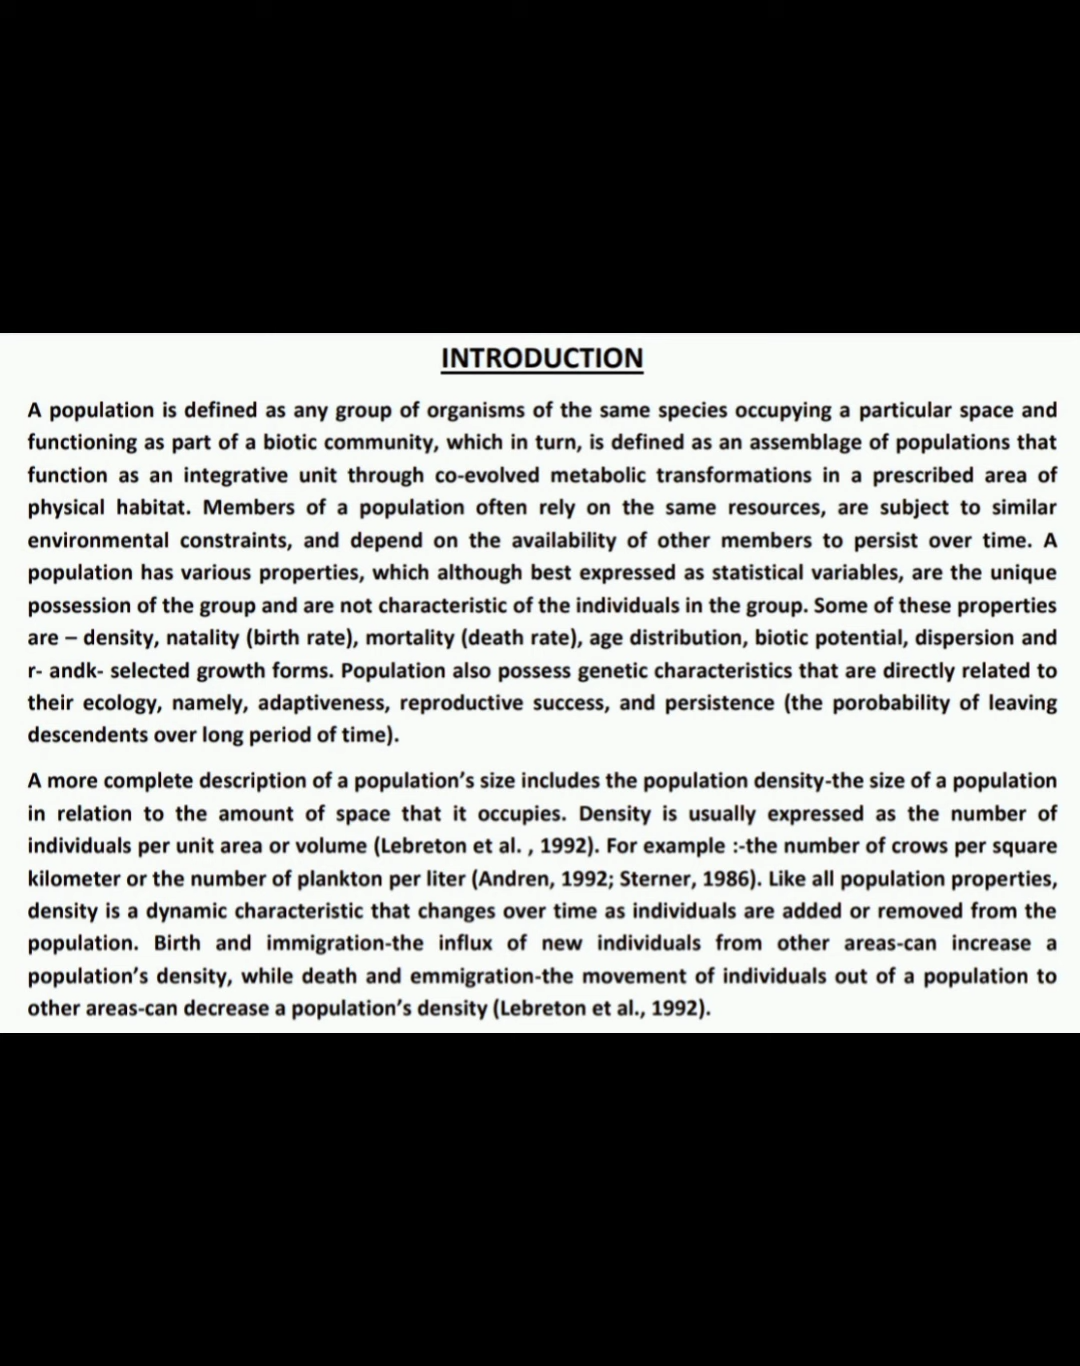 INTRODUCTION
A population is defined as any group of organisms of the same species occupying a particular space and
functioning as part of a biotic community, which in turn, is defined as an assemblage of populations that
function as an integrative unit through co-evolved metabolic transformations in a prescribed area of
physical habitat. Members of a population often rely on the same resources, are subject to similar
environmental constraints, and depend on the availability of other members to persist over time. A
population has various properties, which although best expressed as statistical variables, are the unique
possession of the group and are not characteristic of the individuals in the group. Some of these properties
are – density, natality (birth rate), mortality (death rate), age distribution, biotic potential, dispersion and
r- andk- selected growth forms. Population also possess genetic characteristics that are directly related to
their ecology, namely, adaptiveness, reproductive success, and persistence (the porobability of leaving
descendents over long period of time).
A more complete description of a population’s size includes the population density-the size of a population
in relation to the amount of space that it occupies. Density is usually expressed as the number of
individuals per unit area or volume (Lebreton et al. , 1992). For example :-the number of crows per square
kilometer or the number of plankton per liter (Andren, 1992; Sterner, 1986). Like all population properties,
density is a dynamic characteristic that changes over time as individuals are added or removed from the
population. Birth and immigration-the influx of new individuals from other areas-can increase a
population’s density, while death and emmigration-the movement of individuals out of a population to
other areas-can decrease a population’s density (Lebreton et al., 1992).